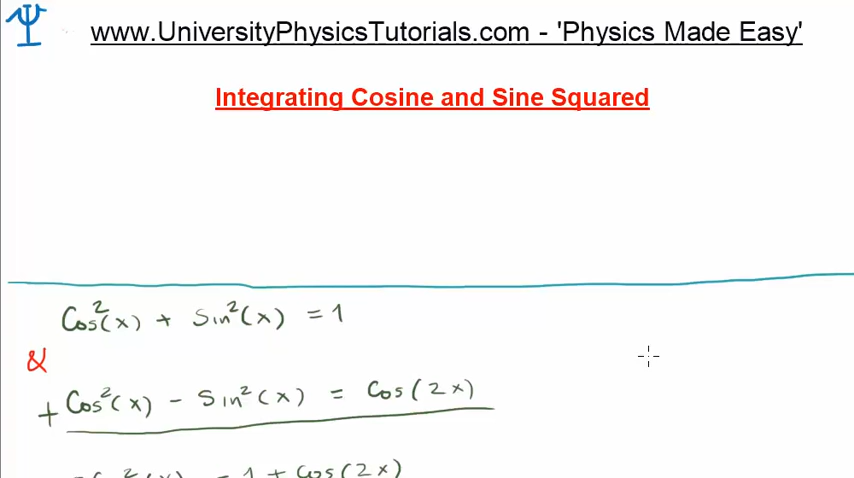 www.UniversityPhysicsTutorials.com - 'Physics Made Easy'
Integrating Cosine and Sine Squared
Cos²(x) + Sin²(x) = 1
&
+ Cos²(x) - Sin²(x) = Cos(2x)
= 1 + Cos(2x)